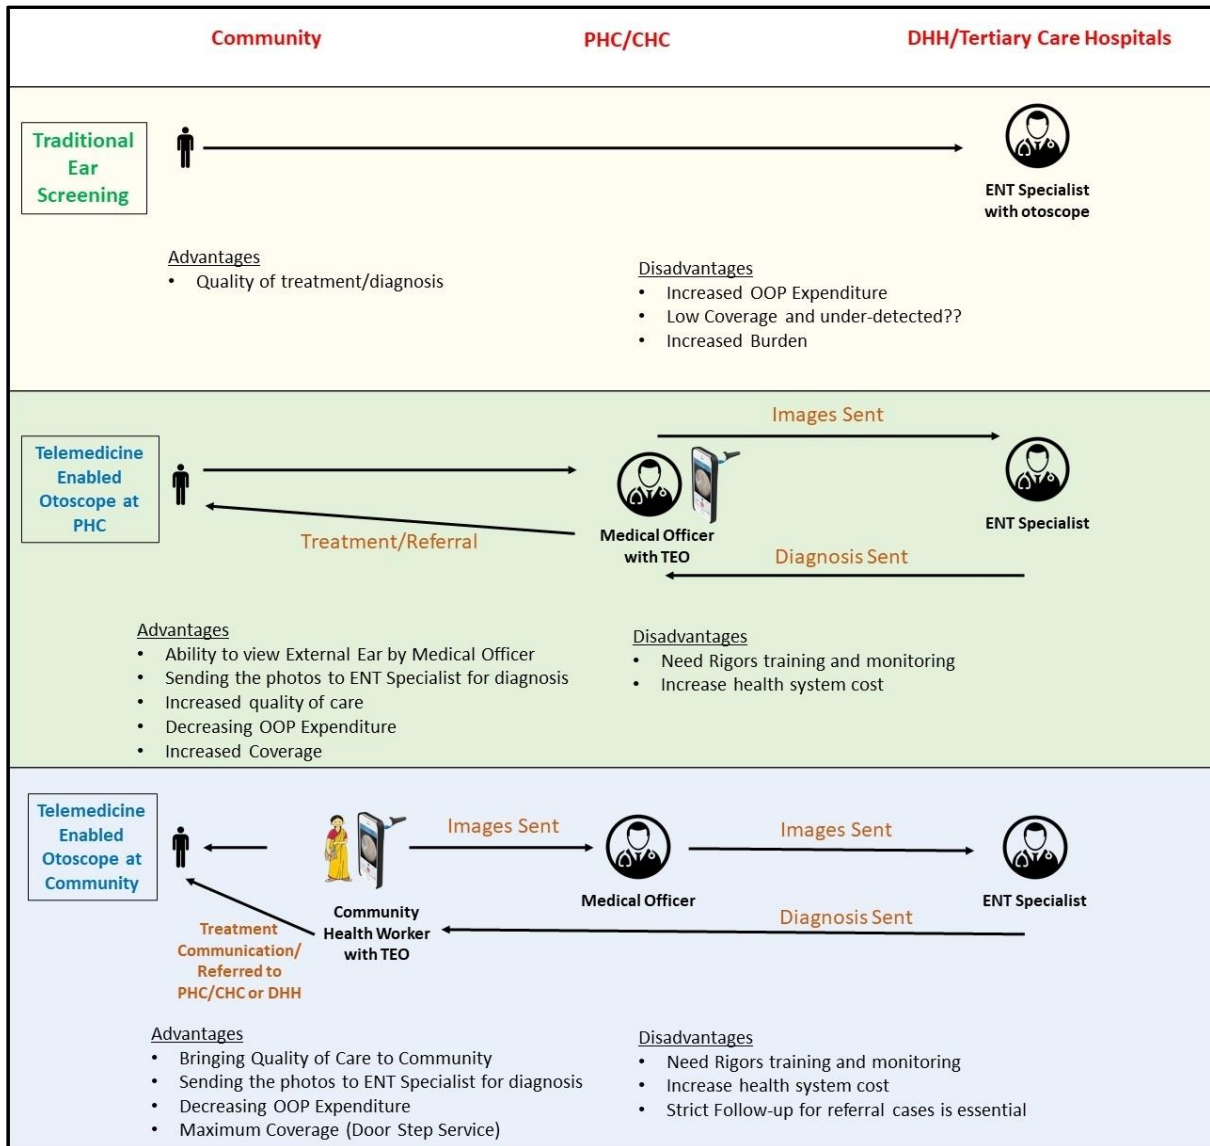 Community
PHC/CHC
DHH/Tertiary Care Hospitals
Traditional
Ear
Screening
ENT Specialist
with otoscope
Advantages
• Quality of treatment/diagnosis
Disadvantages
• Increased OOP Expenditure
• Low Coverage and under-detected??
• Increased Burden
Telemedicine
Enabled
Otoscope at
PHC
Images Sent
Treatment/Referral
Medical Officer
with TEO
ENT Specialist
Diagnosis Sent
Advantages
• Ability to view External Ear by Medical Officer
• Sending the photos to ENT Specialist for diagnosis
• Increased quality of care
• Decreasing OOP Expenditure
• Increased Coverage
Disadvantages
• Need Rigors training and monitoring
• Increase health system cost
Telemedicine
Enabled
Otoscope at
Community
Images Sent
Images Sent
Community
Health Worker
with TEO
Medical Officer
ENT Specialist
Diagnosis Sent
Treatment
Communication/
Referred to
PHC/CHC or DHH
Advantages
• Bringing Quality of Care to Community
• Sending the photos to ENT Specialist for diagnosis
• Decreasing OOP Expenditure
• Maximum Coverage (Door Step Service)
Disadvantages
• Need Rigors training and monitoring
• Increase health system cost
• Strict Follow-up for referral cases is essential